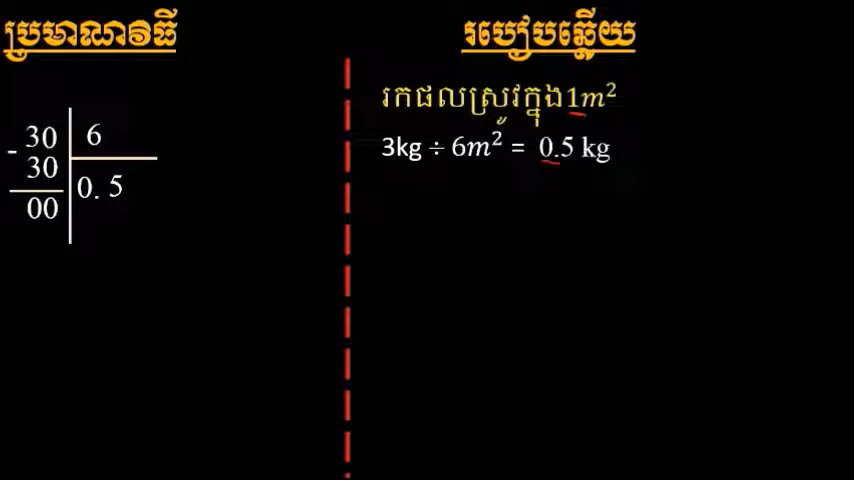 ប្រមាណវិធី
- 30 6
30 0. 5
00
របៀបឆ្លើយ
រកផលស្រូវក្នុង1m²
3kg ÷ 6m² = 0.5 kg